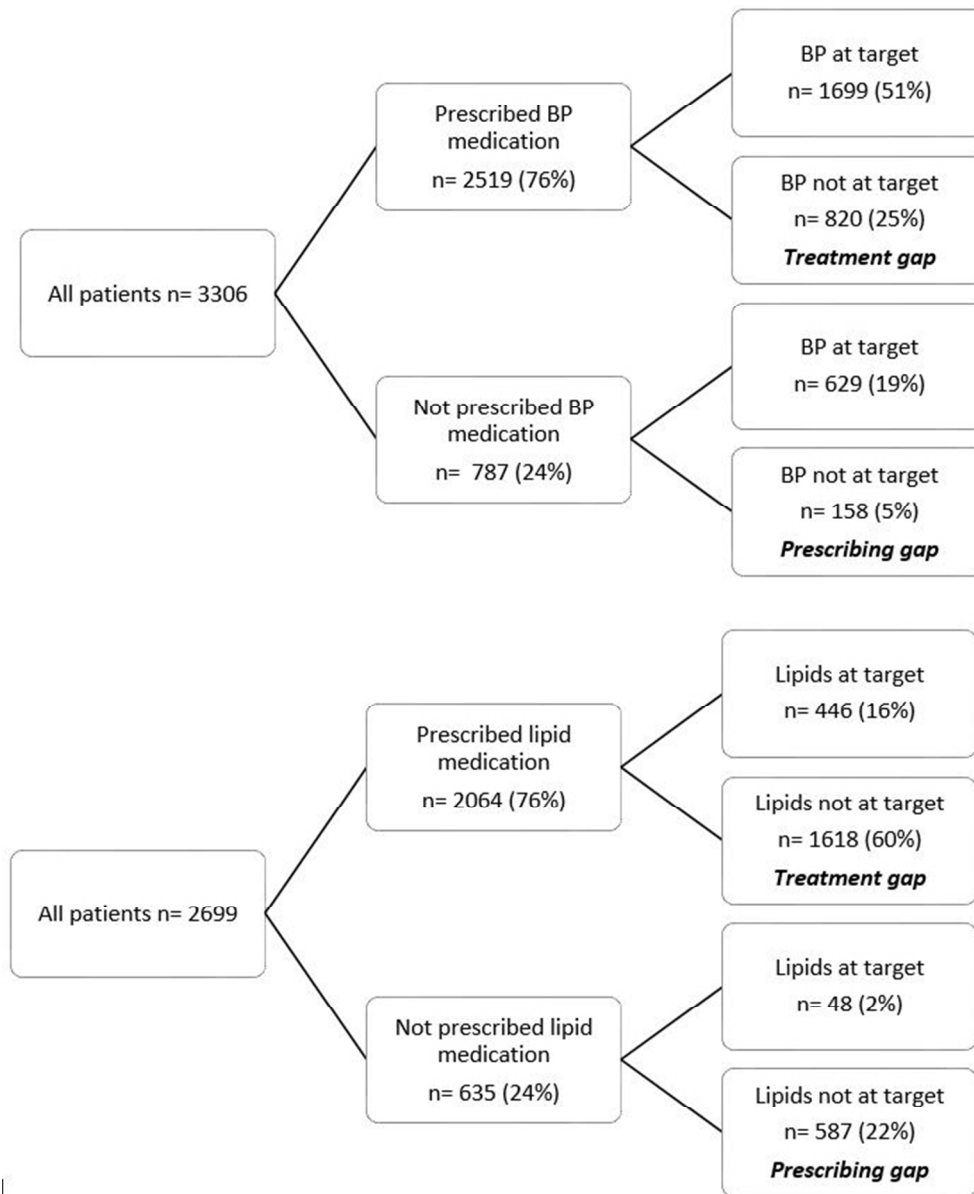 All patients n= 3306
Prescribed BP
medication
n= 2519 (76%)
BP at target
n= 1699 (51%)
BP not at target
n= 820 (25%)
Treatment gap
Not prescribed BP
medication
n=  787 (24%)
BP at target
n= 629 (19%)
BP not at target
n= 158 (5%)
Prescribing gap
All patients n= 2699
Prescribed lipid
medication
n= 2064 (76%)
Lipids at target
n= 446 (16%)
Lipids not at target
n= 1618 (60%)
Treatment gap
Not prescribed lipid
medication
n= 635 (24%)
Lipids at target
n= 48 (2%)
Lipids not at target
n= 587 (22%)
Prescribing gap